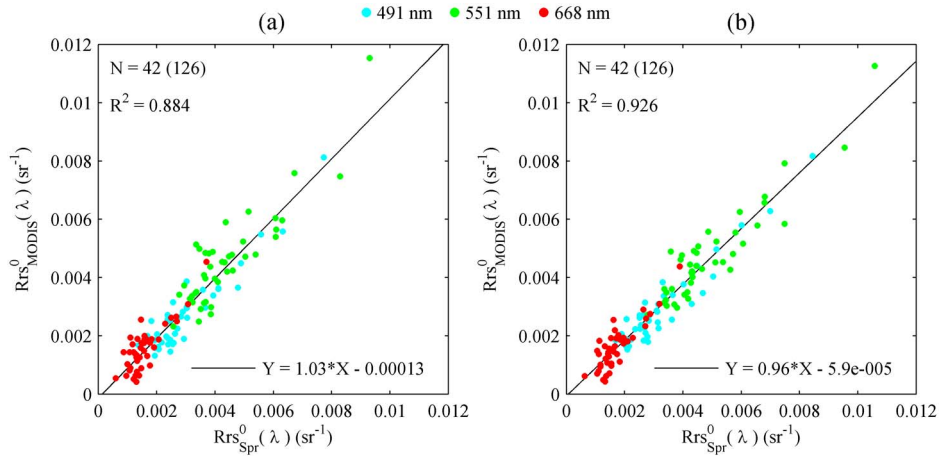 (a)
491 nm 551 nm 668 nm
(b)
N = 42 (126)
R² = 0.884
Y = 1.03*X - 0.00013
0.012
0.01
0.008
0.006
0.004
0.002
0
0 0.002 0.004 0.006 0.008 0.01 0.012
Rrs⁰MODIS(λ) (sr⁻¹)
Rrs⁰Spr(λ) (sr⁻¹)
N = 42 (126)
R² = 0.926
Y = 0.96*X - 5.9e-005
0.012
0.01
0.008
0.006
0.004
0.002
0
0 0.002 0.004 0.006 0.008 0.01 0.012
Rrs⁰MODIS(λ) (sr⁻¹)
Rrs⁰Spr(λ) (sr⁻¹)